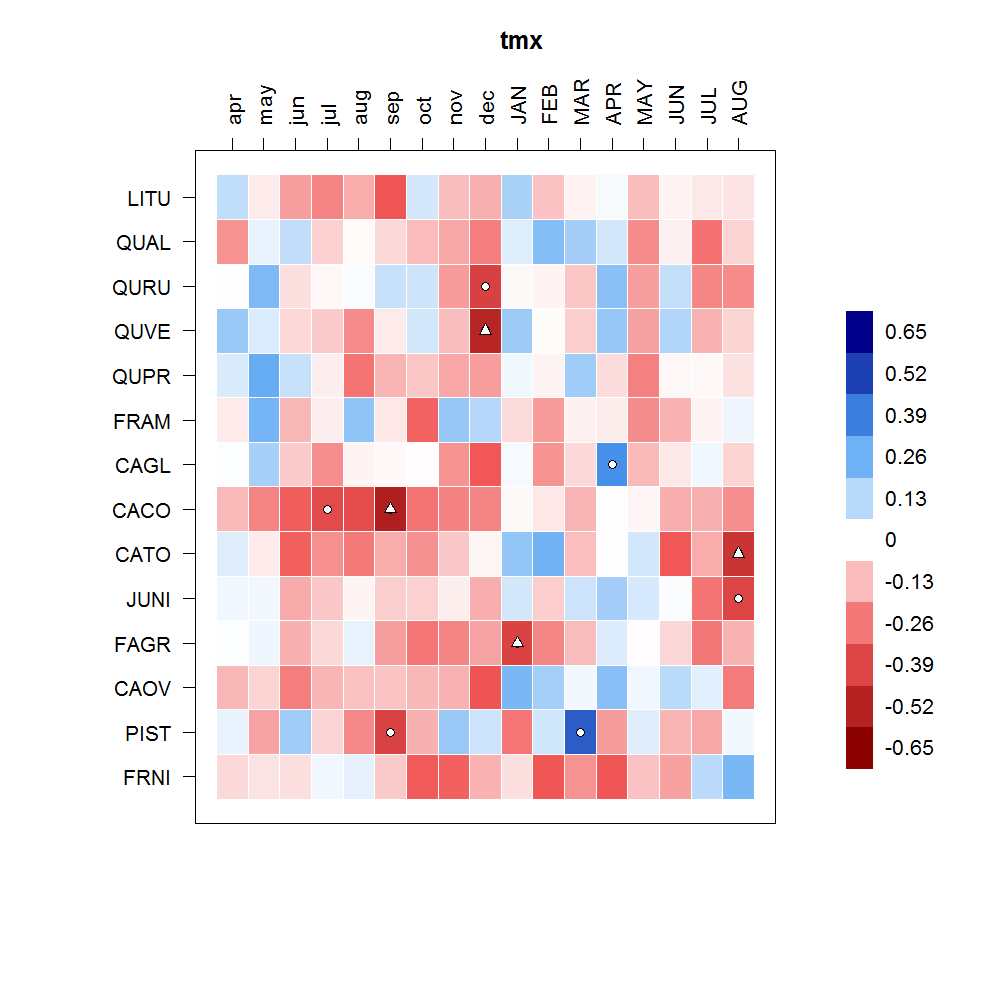 tmx
apr may jun jul aug sep oct nov dec JAN FEB MAR APR MAY JUN JUL AUG
LITU
QUAL
QURU
QUVE
QUPR
FRAM
CAGL
CACO
CATO
JUNI
FAGR
CAOV
PIST
FRNI
0.65
0.52
0.39
0.26
0.13
0
-0.13
-0.26
-0.39
-0.52
-0.65